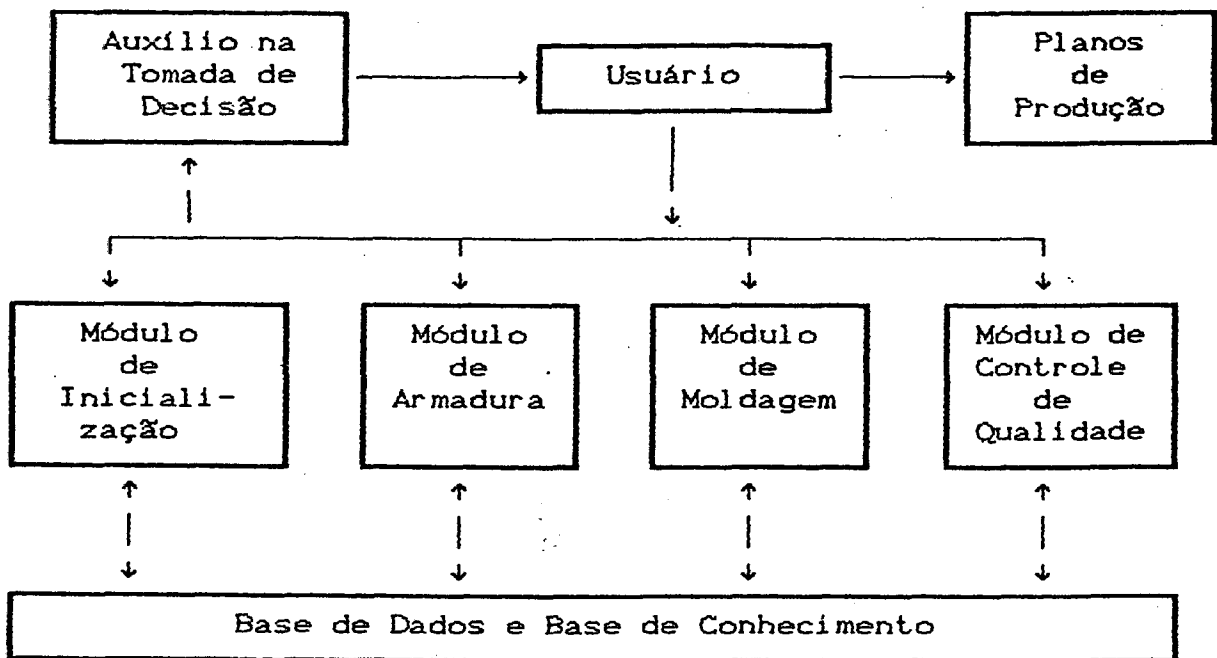 Auxílio na
Tomada de
Decisão
Usuário
Planos
de
Produção
Módulo
de
Iniciali-
zação
Módulo
de
Armadura
Módulo
de
Moldagem
Módulo de
Controle
de
Qualidade
Base de Dados e Base de Conhecimento